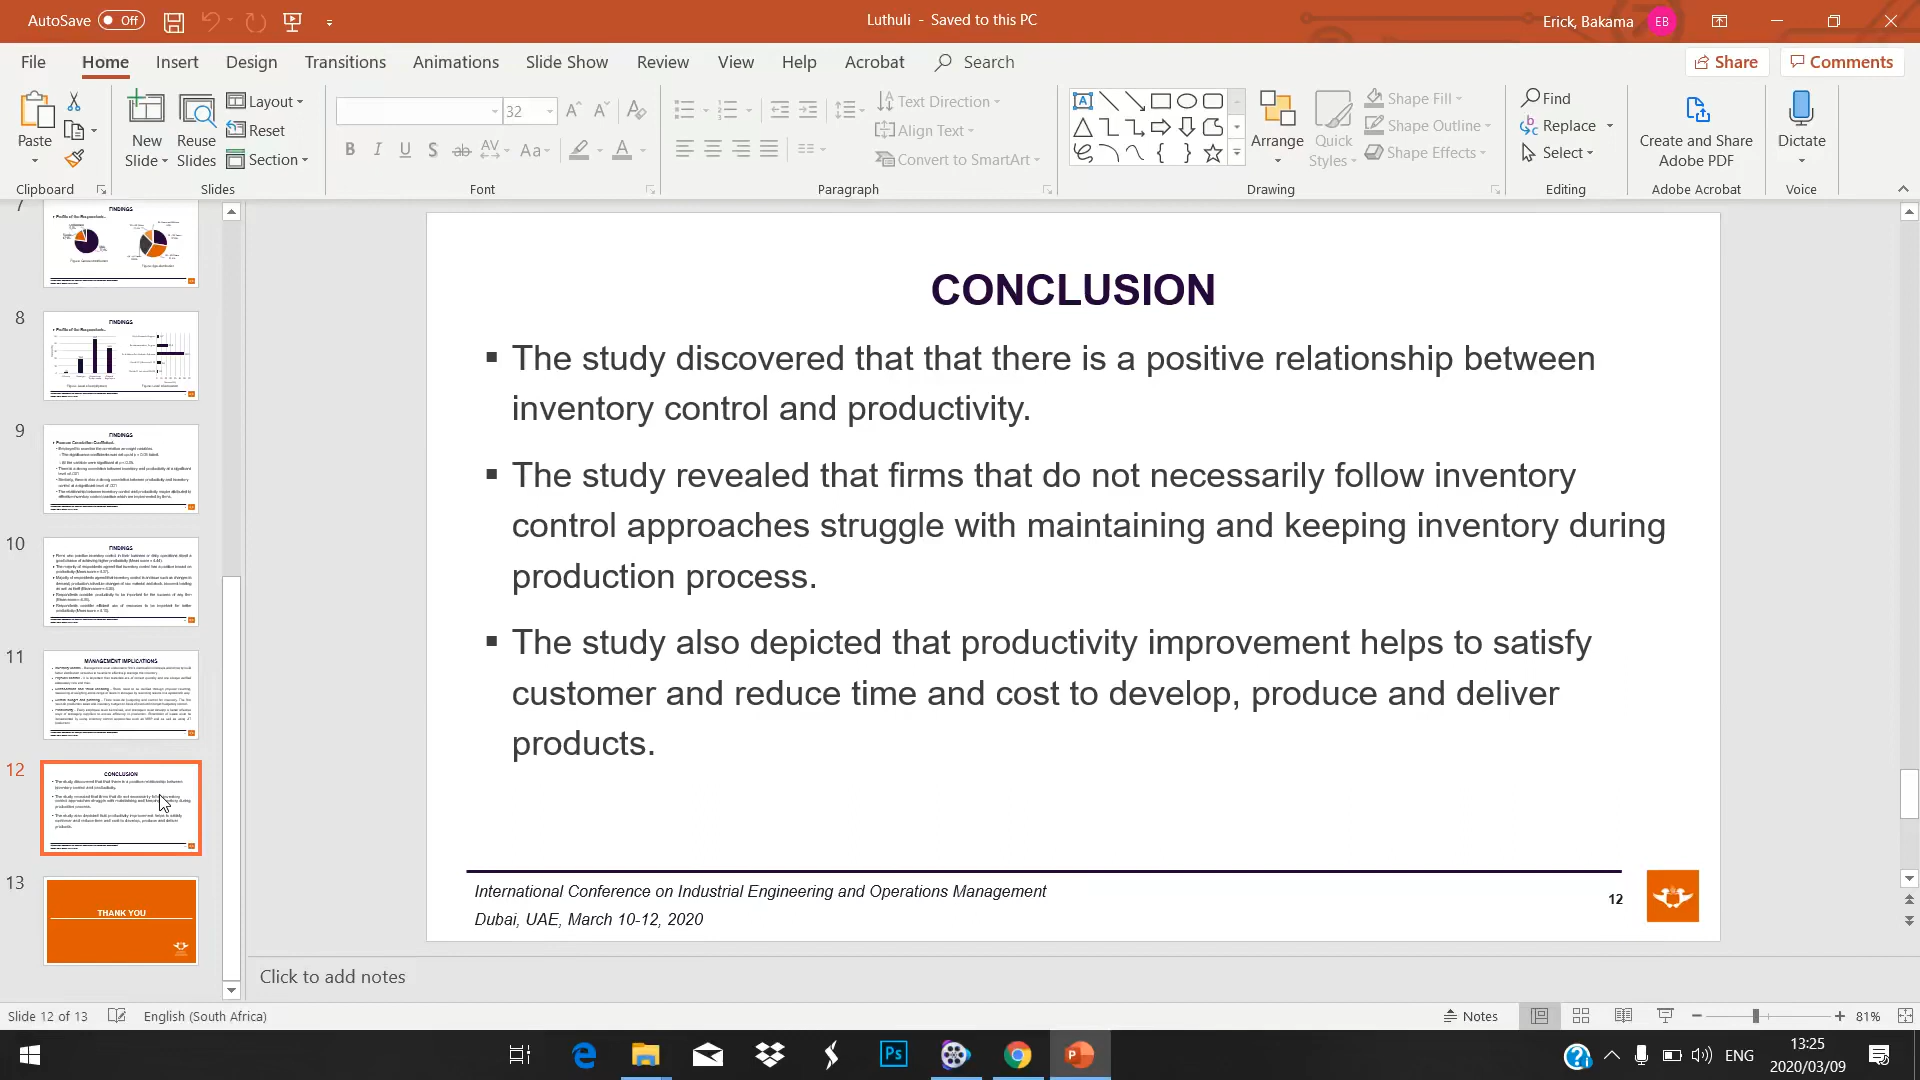 AutoSave Off
Luthuli - Saved to this PC
Erick, Bakama EB
File Home Insert Design Transitions Animations Slide Show Review View Help Acrobat Search
Share Comments
Paste
New Slide
Reuse Slides
Layout
Reset
Section
32
Text Direction
Align Text
Convert to SmartArt
Arrange
Quick Styles
Shape Fill
Shape Outline
Shape Effects
Find
Replace
Select
Create and Share Adobe PDF
Dictate
Clipboard Slides Font Paragraph Drawing Editing Adobe Acrobat Voice
7
FINDINGS
8
FINDINGS
9
FINDINGS
10
FINDINGS
11
MANAGEMENT IMPLICATIONS
12
CONCLUSION
13
THANK YOU
CONCLUSION
▪ The study discovered that that there is a positive relationship between
inventory control and productivity.
▪ The study revealed that firms that do not necessarily follow inventory
control approaches struggle with maintaining and keeping inventory during
production process.
▪ The study also depicted that productivity improvement helps to satisfy
customer and reduce time and cost to develop, produce and deliver
products.
International Conference on Industrial Engineering and Operations Management
Dubai, UAE, March 10-12, 2020
12
Click to add notes
Slide 12 of 13 English (South Africa)
Notes 81%
ENG
13:25
2020/03/09